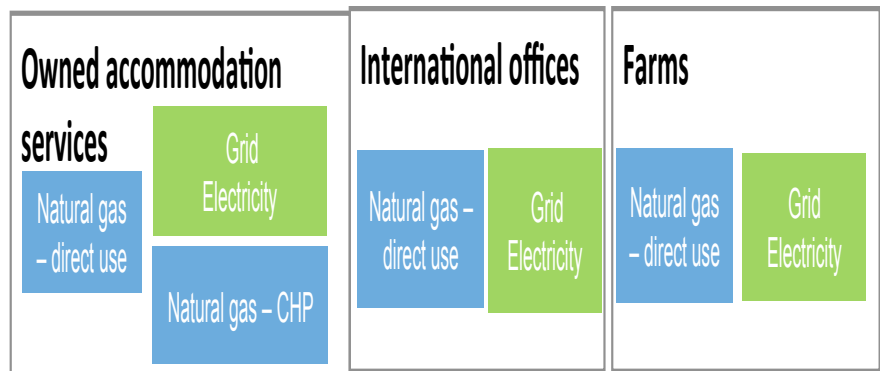 Owned accommodation
services
Natural gas
– direct use
Grid
Electricity
Natural gas – CHP
International offices
Natural gas –
direct use
Grid
Electricity
Farms
Natural gas
– direct use
Grid
Electricity